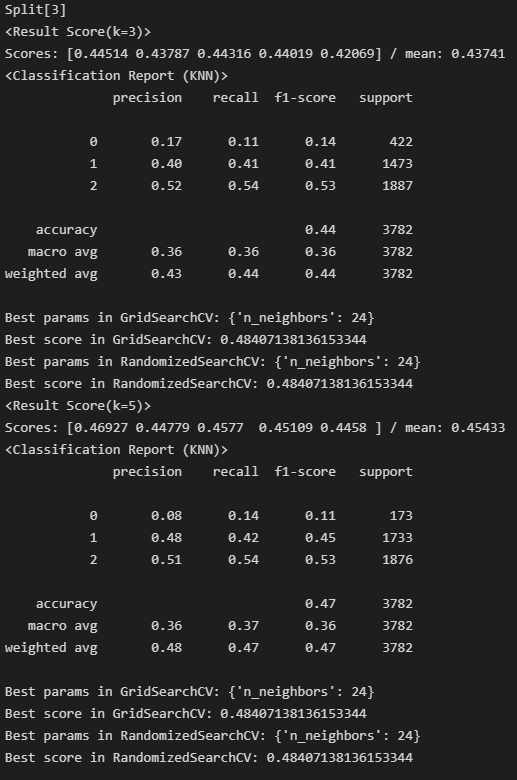 Split[3]
<Result Score(k=3)>
Scores: [0.44514 0.43787 0.44316 0.44019 0.42069] / mean: 0.43741
<Classification Report (KNN)>
              precision    recall  f1-score   support

           0       0.17      0.11      0.14       422
           1       0.40      0.41      0.41      1473
           2       0.52      0.54      0.53      1887

    accuracy                           0.44      3782
   macro avg       0.36      0.36      0.36      3782
weighted avg       0.43      0.44      0.44      3782

Best params in GridSearchCV: {'n_neighbors': 24}
Best score in GridSearchCV: 0.48407138136153344
Best params in RandomizedSearchCV: {'n_neighbors': 24}
Best score in RandomizedSearchCV: 0.48407138136153344
<Result Score(k=5)>
Scores: [0.46927 0.44779 0.4577  0.45109 0.4458 ] / mean: 0.45433
<Classification Report (KNN)>
              precision    recall  f1-score   support

           0       0.08      0.14      0.11       173
           1       0.48      0.42      0.45      1733
           2       0.51      0.54      0.53      1876

    accuracy                           0.47      3782
   macro avg       0.36      0.37      0.36      3782
weighted avg       0.48      0.47      0.47      3782

Best params in GridSearchCV: {'n_neighbors': 24}
Best score in GridSearchCV: 0.48407138136153344
Best params in RandomizedSearchCV: {'n_neighbors': 24}
Best score in RandomizedSearchCV: 0.48407138136153344